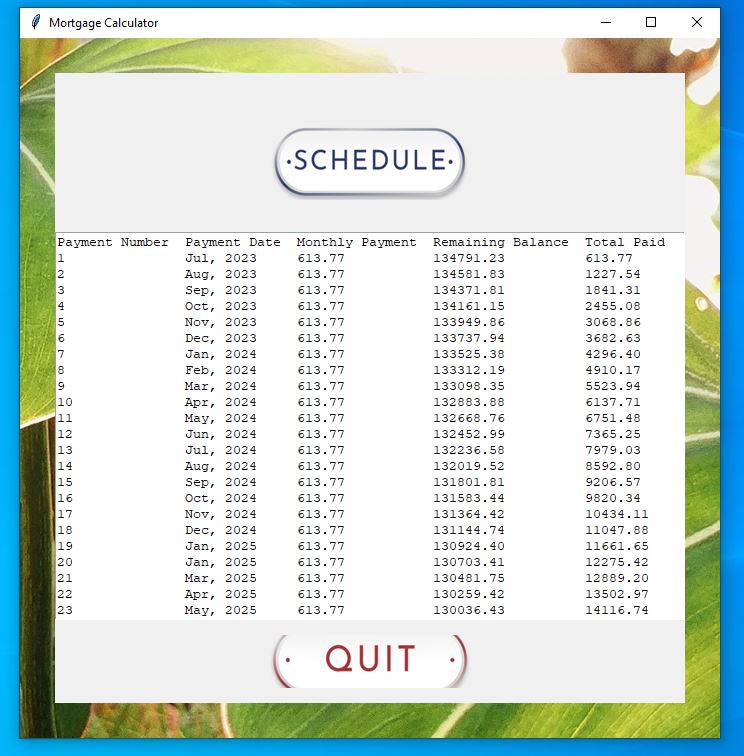 Mortgage Calculator
·SCHEDULE·
Payment Number Payment Date Monthly Payment Remaining Balance Total Paid
1 Jul, 2023 613.77 134791.23 613.77
2 Aug, 2023 613.77 134581.83 1227.54
3 Sep, 2023 613.77 134371.81 1841.31
4 Oct, 2023 613.77 134161.15 2455.08
5 Nov, 2023 613.77 133949.86 3068.86
6 Dec, 2023 613.77 133737.94 3682.63
7 Jan, 2024 613.77 133525.38 4296.40
8 Feb, 2024 613.77 133312.19 4910.17
9 Mar, 2024 613.77 133098.35 5523.94
10 Apr, 2024 613.77 132883.88 6137.71
11 May, 2024 613.77 132668.76 6751.48
12 Jun, 2024 613.77 132452.99 7365.25
13 Jul, 2024 613.77 132236.58 7979.03
14 Aug, 2024 613.77 132019.52 8592.80
15 Sep, 2024 613.77 131801.81 9206.57
16 Oct, 2024 613.77 131583.44 9820.34
17 Nov, 2024 613.77 131364.42 10434.11
18 Dec, 2024 613.77 131144.74 11047.88
19 Jan, 2025 613.77 130924.40 11661.65
20 Jan, 2025 613.77 130703.41 12275.42
21 Mar, 2025 613.77 130481.75 12889.20
22 Apr, 2025 613.77 130259.42 13502.97
23 May, 2025 613.77 130036.43 14116.74
· QUIT ·